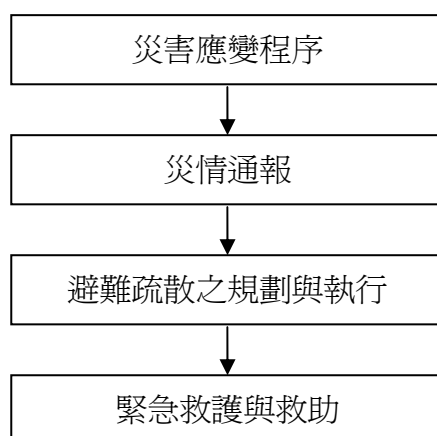 災害應變程序
災情通報
避難疏散之規劃與執行
緊急救護與救助